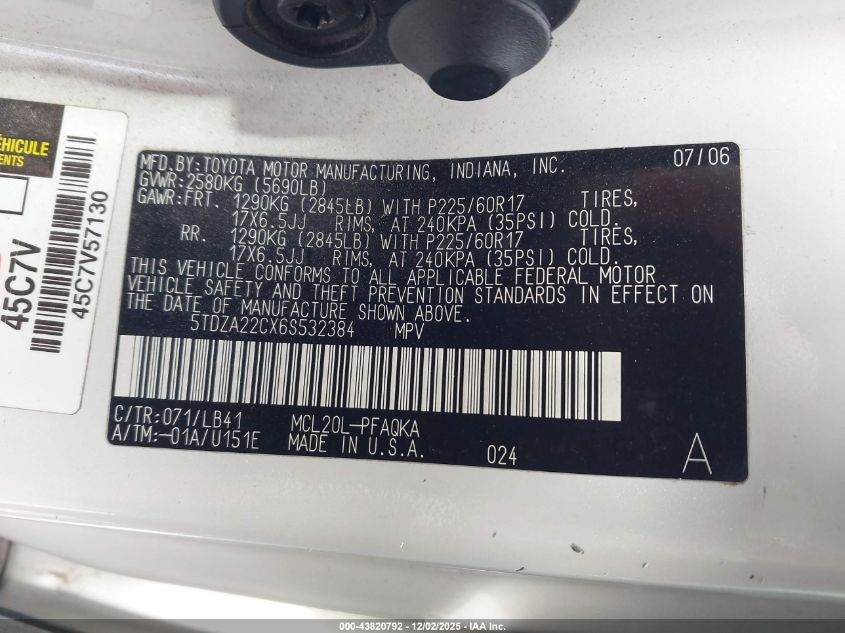 ÉHICULE
ENTS
45C7V
45C7V57130
MFD.BY:TOYOTA MOTOR MANUFACTURING, INDIANA, INC. 07/06
GVWR:2580KG (5690LB)
GAWR:FRT. 1290KG (2845LB) WITH P225/60R17 TIRES,
17X6.5JJ RIMS, AT 240KPA (35PSI) COLD.
RR. 1290KG (2845LB) WITH P225/60R17 TIRES,
17X6.5JJ RIMS, AT 240KPA (35PSI) COLD.
THIS VEHICLE CONFORMS TO ALL APPLICABLE FEDERAL MOTOR
VEHICLE SAFETY AND THEFT PREVENTION STANDARDS IN EFFECT ON
THE DATE OF MANUFACTURE SHOWN ABOVE.
5TDZA22CX6S532384 MPV
C/TR:071/LB41 MCL20L-PFAQKA
A/TM:-01A/U151E MADE IN U.S.A. 024 A
000-43820792 - 12/02/2025 - IAA Inc.